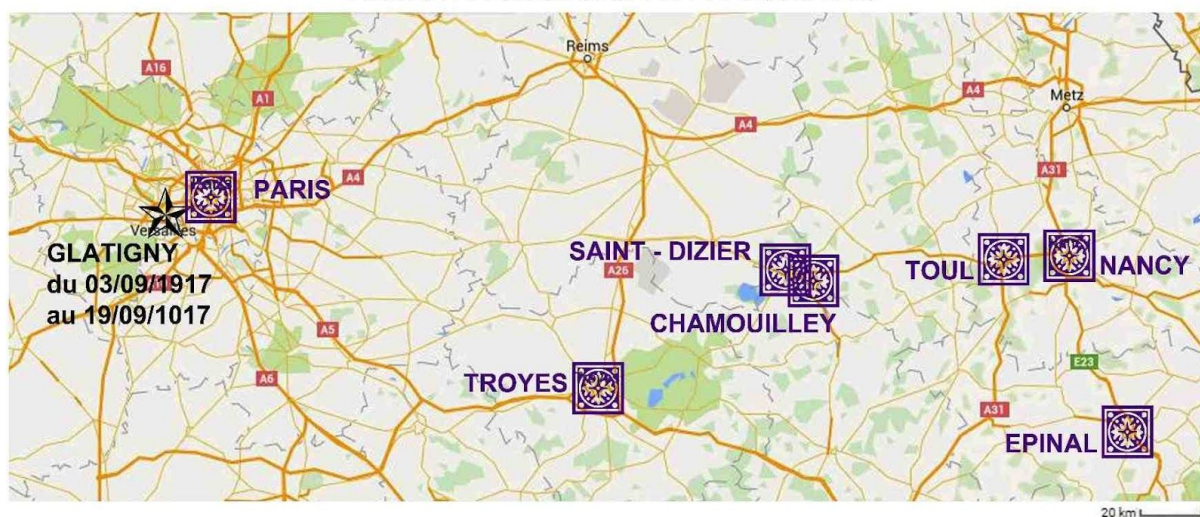 Reims
A16
A1
A4
A4
Metz
A4
A31
PARIS
Versailles
GLATIGNY
du 03/09/1917
au 19/09/1017
SAINT - DIZIER
A26
TOUL
NANCY
CHAMOUILLEY
A5
E23
TROYES
A6
A31
EPINAL
20 km